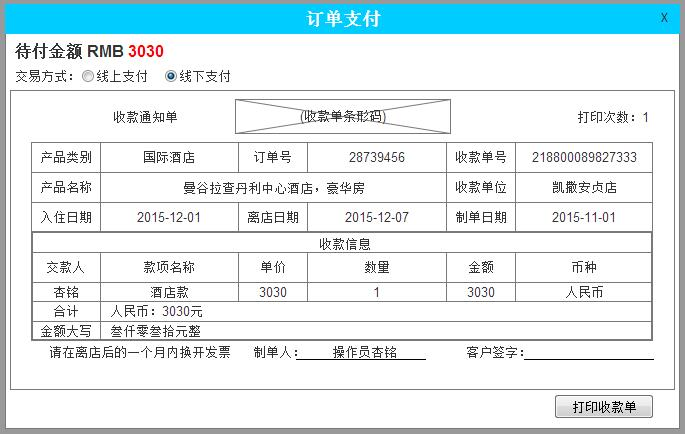 订单支付 X
待付金额 RMB 3030
交易方式：线上支付 线下支付
收款通知单 (收款单条形码) 打印次数：1
产品类别 国际酒店 订单号 28739456 收款单号 218800089827333
产品名称 曼谷拉查丹利中心酒店，豪华房 收款单位 凯撒安贞店
入住日期 2015-12-01 离店日期 2015-12-07 制单日期 2015-11-01
收款信息
交款人 款项名称 单价 数量 金额 币种
杏铭 酒店款 3030 1 3030 人民币
合计 人民币：3030元
金额大写 叁仟零叁拾元整
请在离店后的一个月内换开发票 制单人：操作员杏铭 客户签字：
打印收款单